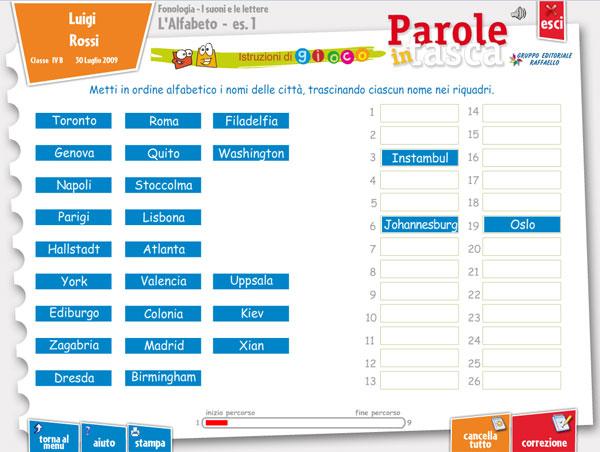 Luigi
Rossi
Classe IV B 30 Luglio 2009
Fonologia - I suoni e le lettere
L'Alfabeto - es.1
Istruzioni di gioco
Parole
in tasca
GRUPPO EDITORIALE
RAFFAELLO
esci
Metti in ordine alfabetico i nomi delle città, trascinando ciascun nome nei riquadri.
Toronto Roma Filadelfia
Genova Quito Washington
Napoli Stoccolma
Parigi Lisbona
Hallstadt Atlanta
York Valencia Uppsala
Ediburgo Colonia Kiev
Zagabria Madrid Xian
Dresda Birmingham
1 14
2 15
3 Instambul 16
4 17
5 18
6 Johannesburg 19 Oslo
7 20
8 21
9 22
10 23
11 24
12 25
13 26
inizio percorso fine percorso
1 9
torna al
menu
aiuto
stampa
cancella
tutto
correzione